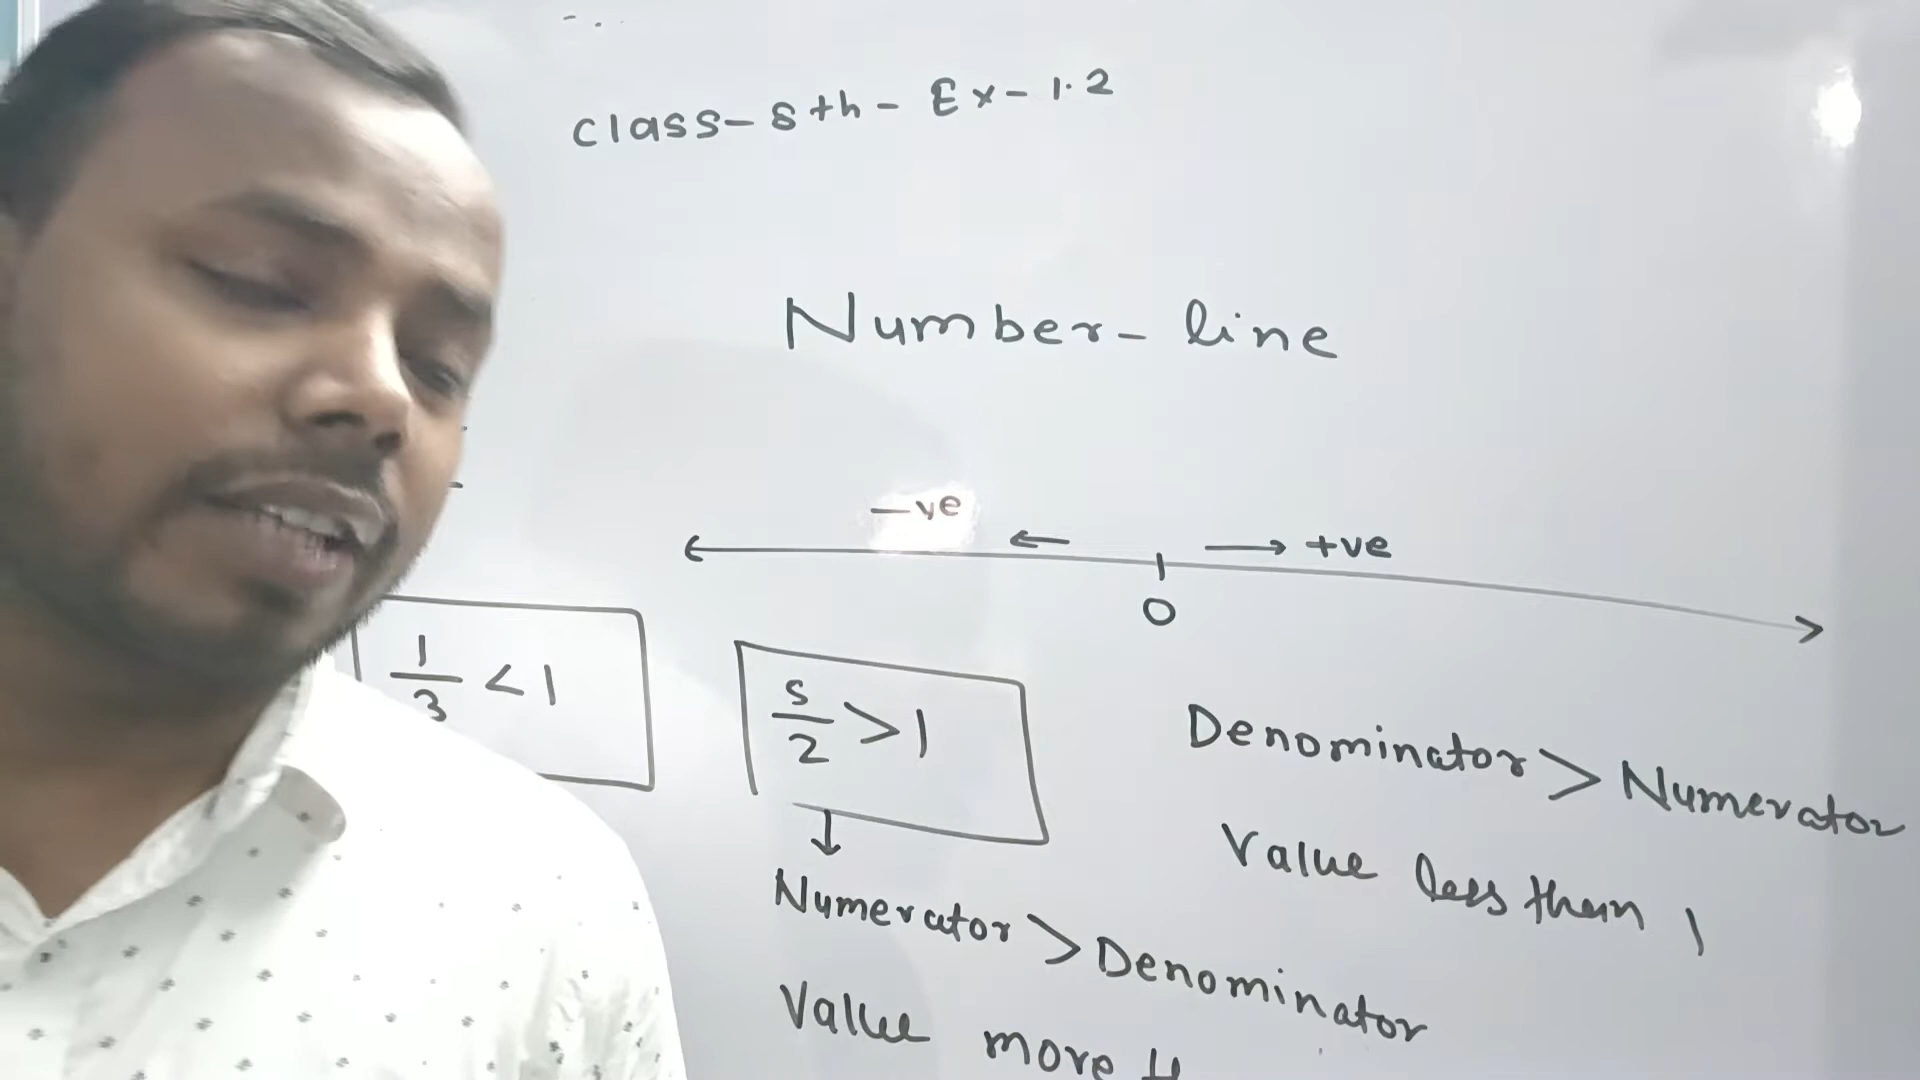 Class-8th-Ex-1.2
Number-line
-ve
+ve
0
1/3 < 1
5/2 > 1
Denominator > Numerator
Value less then 1
Numerator > Denominator
Value more